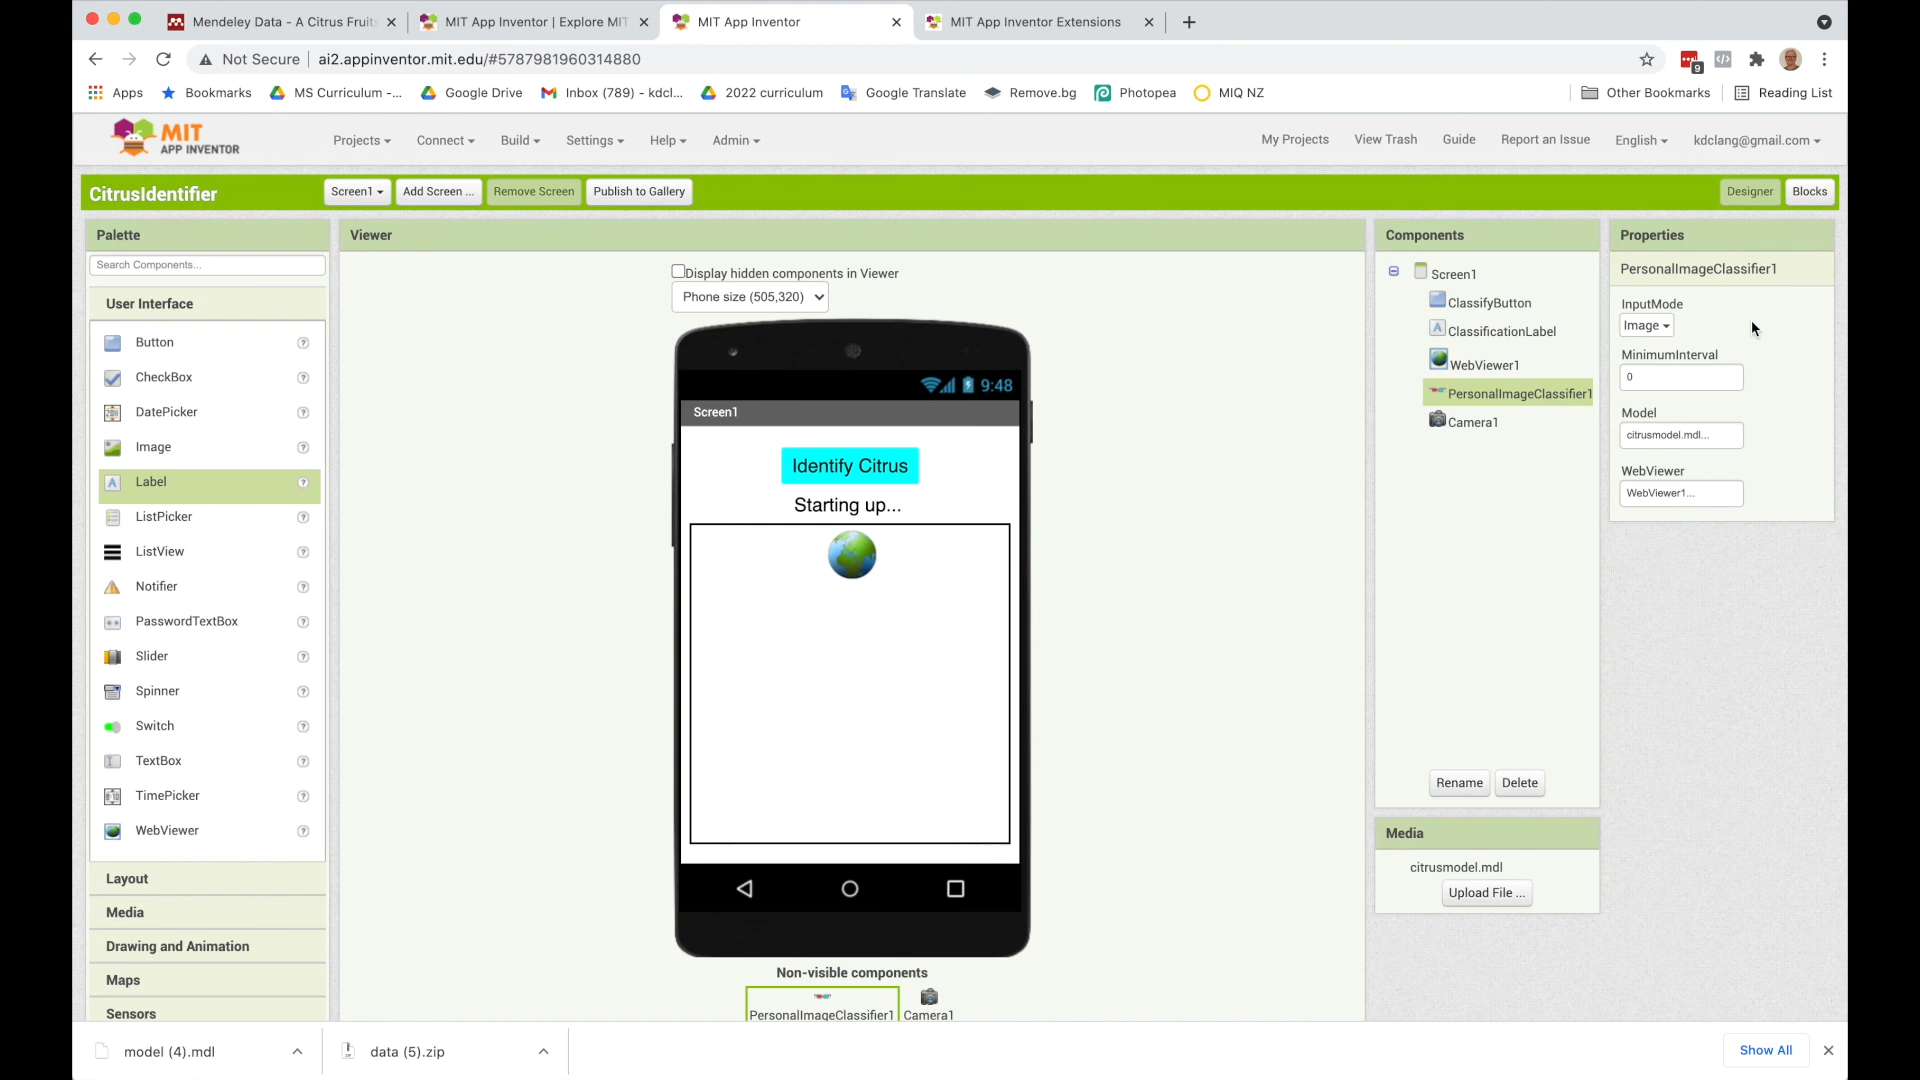 Mendeley Data - A Citrus Fruits
MIT App Inventor | Explore MIT
MIT App Inventor
MIT App Inventor Extensions
Not Secure | ai2.appinventor.mit.edu/#5787981960314880
9
Apps
Bookmarks
MS Curriculum -...
Google Drive
Inbox (789) - kdcl...
2022 curriculum
Google Translate
Remove.bg
Photopea
MIQ NZ
Other Bookmarks
Reading List
MIT
APP INVENTOR
Projects
Connect
Build
Settings
Help
Admin
My Projects
View Trash
Guide
Report an Issue
English
kdclang@gmail.com
CitrusIdentifier
Screen1
Add Screen ...
Remove Screen
Publish to Gallery
Designer
Blocks
Palette
Search Components...
User Interface
Button
CheckBox
DatePicker
Image
Label
ListPicker
ListView
Notifier
PasswordTextBox
Slider
Spinner
Switch
TextBox
TimePicker
WebViewer
Layout
Media
Drawing and Animation
Maps
Sensors
Viewer
Display hidden components in Viewer
Phone size (505,320)
9:48
Screen1
Identify Citrus
Starting up...
Non-visible components
PersonalImageClassifier1
Camera1
Components
Screen1
ClassifyButton
ClassificationLabel
WebViewer1
PersonalImageClassifier1
Camera1
Rename
Delete
Media
citrusmodel.mdl
Upload File ...
Properties
PersonalImageClassifier1
InputMode
Image
MinimumInterval
0
Model
citrusmodel.mdl...
WebViewer
WebViewer1...
model (4).mdl
data (5).zip
Show All